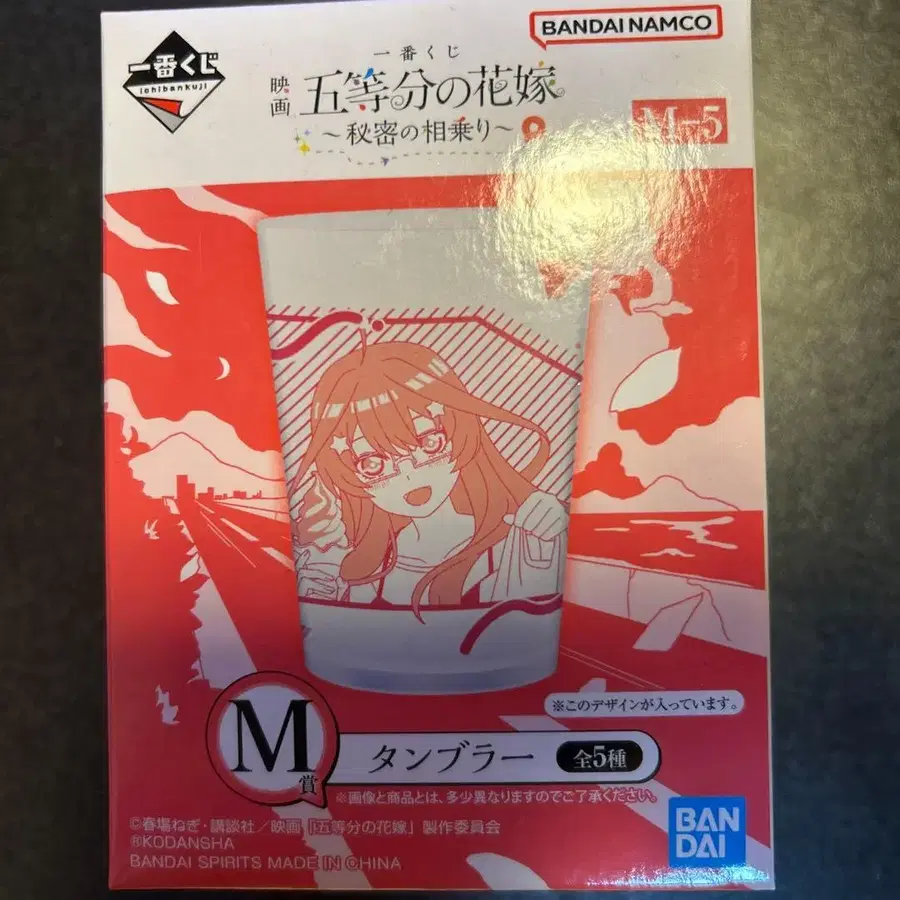 BANDAI NAMCO
一番くじ
ichibankuji
一番くじ
映画 五等分の花嫁
～秘密の相乗り～
M-5
※このデザインが入っています。
M賞
タンブラー 全5種
※画像と商品とは、多少異なりますのでご了承ください。
©春場ねぎ・講談社／映画「五等分の花嫁」製作委員会
®KODANSHA
BANDAI SPIRITS MADE IN CHINA
BAN
DAI